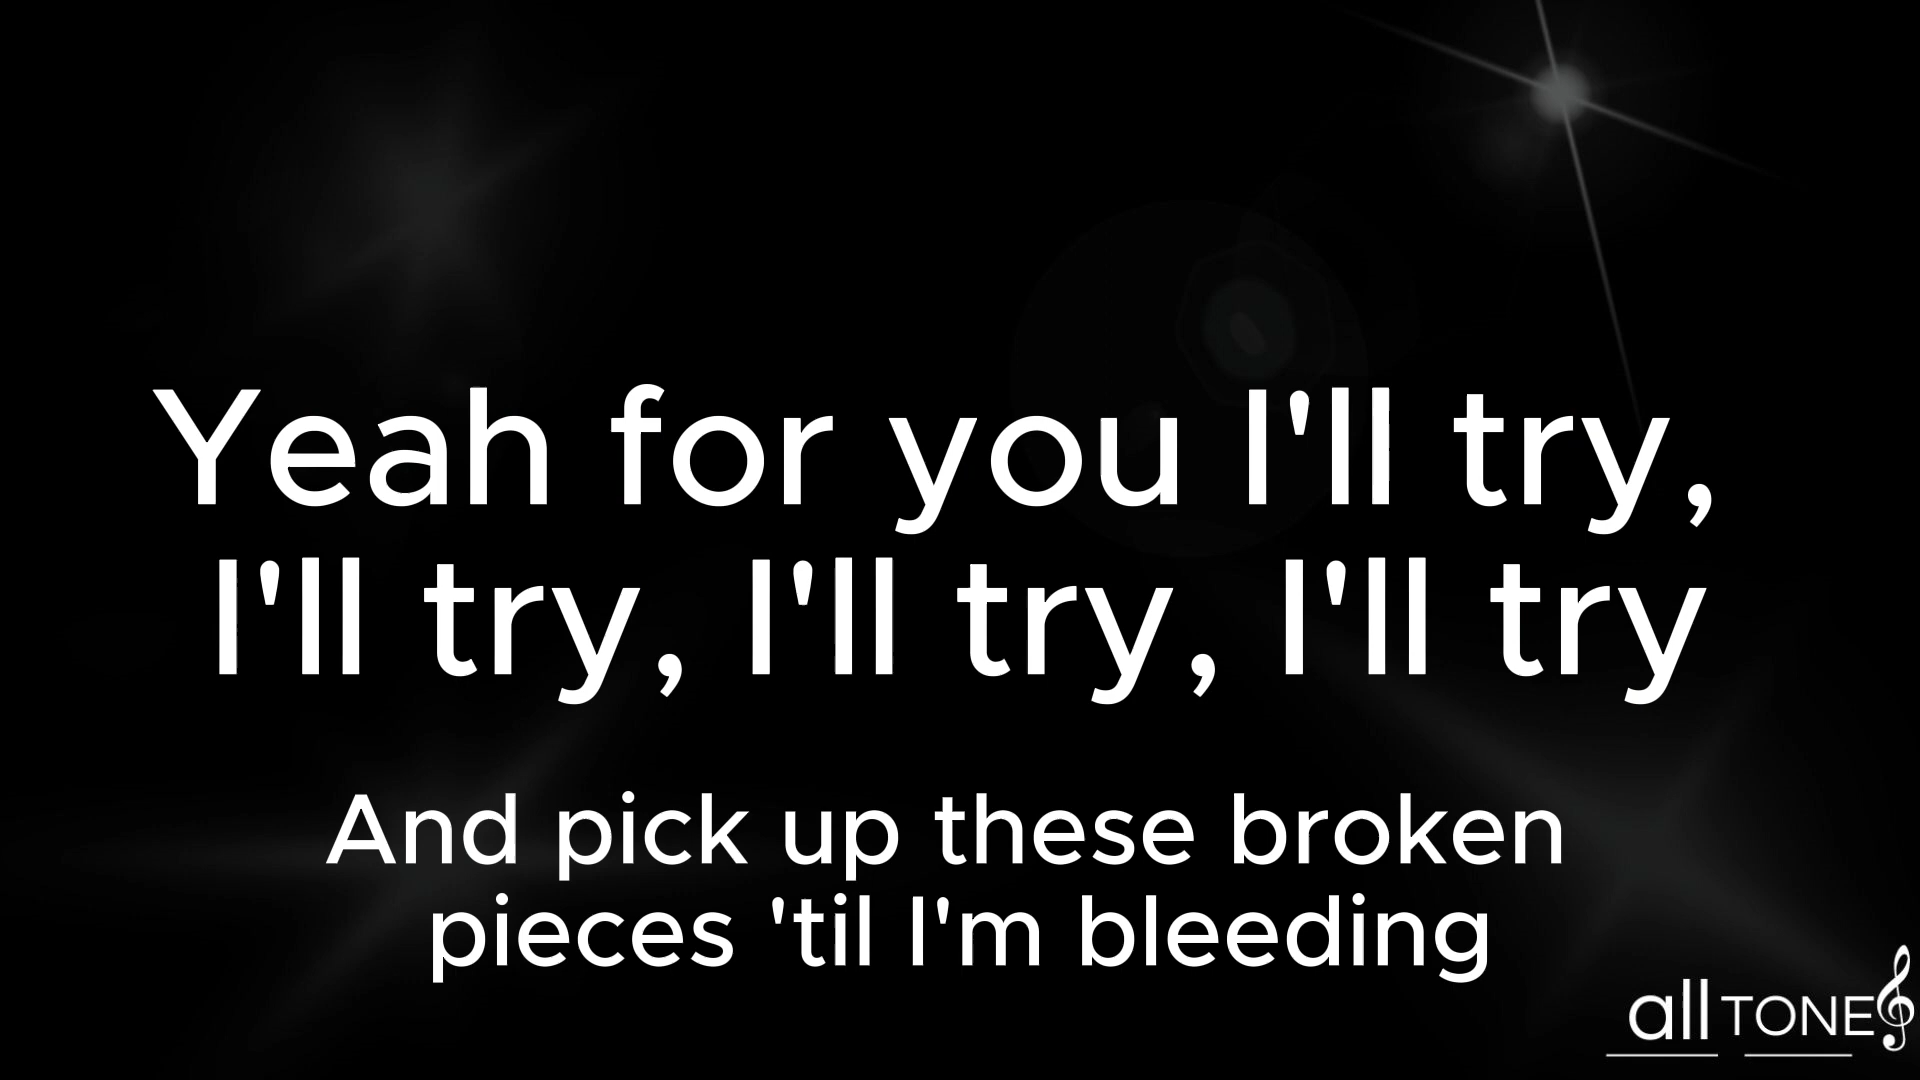 Yeah for you I'll try,
I'll try, I'll try, I'll try
And pick up these broken
pieces 'til I'm bleeding
all TONES